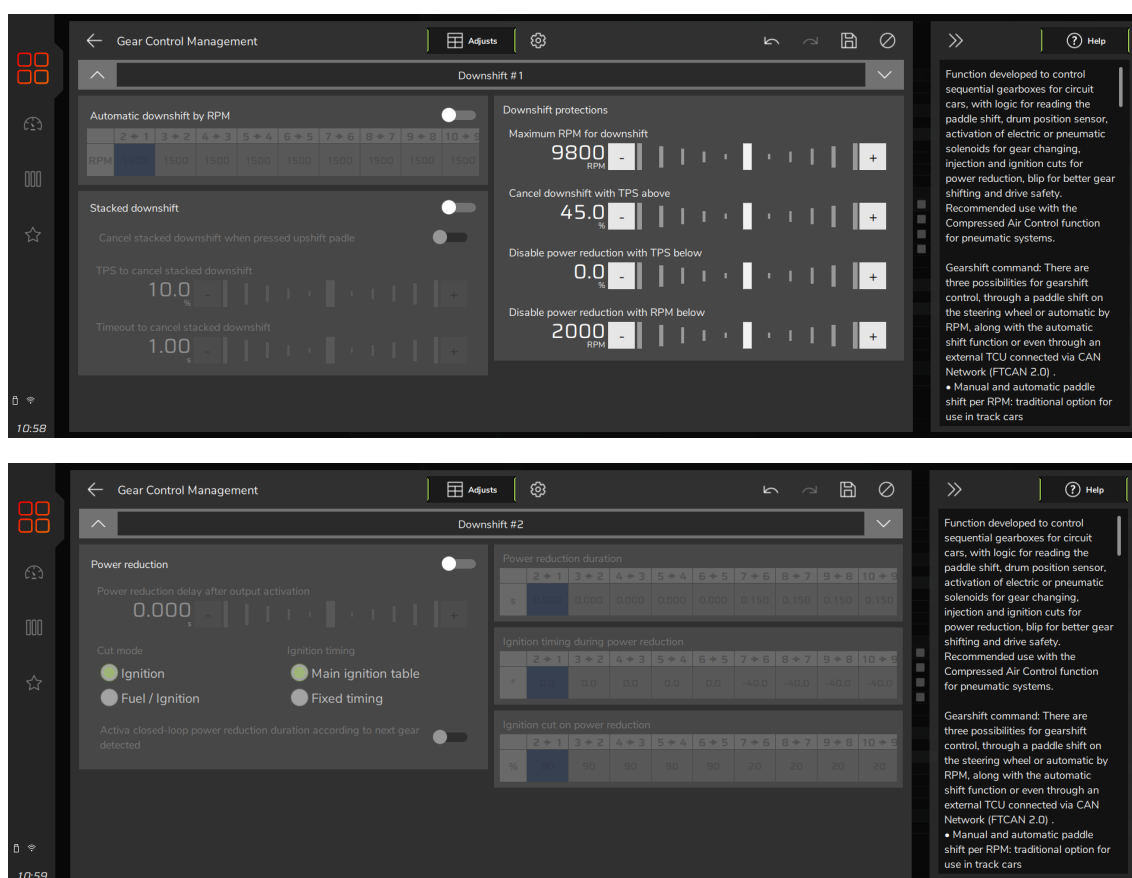 Gear Control Management
Adjusts
Help
Downshift #1
Automatic downshift by RPM
2 → 1 3 → 2 4 → 3 5 → 4 6 → 5 7 → 6 8 → 7 9 → 8 10 → 9
RPM 1500 1500 1500 1500 1500 1500 1500 1500 1500
Stacked downshift
Cancel stacked downshift when pressed upshift padle
TPS to cancel stacked downshift
10.0
%
- +
Timeout to cancel stacked downshift
1.00
s
- +
Downshift protections
Maximum RPM for downshift
9800
RPM
- +
Cancel downshift with TPS above
45.0
%
- +
Disable power reduction with TPS below
0.0
%
- +
Disable power reduction with RPM below
2000
RPM
- +
Function developed to control
sequential gearboxes for circuit
cars, with logic for reading the
paddle shift, drum position sensor,
activation of electric or pneumatic
solenoids for gear changing,
injection and ignition cuts for
power reduction, blip for better gear
shifting and drive safety.
Recommended use with the
Compressed Air Control function
for pneumatic systems.
Gearshift command: There are
three possibilities for gearshift
control, through a paddle shift on
the steering wheel or automatic by
RPM, along with the automatic
shift function or even through an
external TCU connected via CAN
Network (FTCAN 2.0) .
• Manual and automatic paddle
shift per RPM: traditional option for
use in track cars
10:58
Gear Control Management
Adjusts
Help
Downshift #2
Power reduction
Power reduction delay after output activation
0.000
s
- +
Cut mode
Ignition
Fuel / Ignition
Ignition timing
Main ignition table
Fixed timing
Activa closed-loop power reduction duration according to next gear
detected
Power reduction duration
2 → 1 3 → 2 4 → 3 5 → 4 6 → 5 7 → 6 8 → 7 9 → 8 10 → 9
s 0.000 0.000 0.000 0.000 0.000 0.150 0.150 0.150 0.150
Ignition timing during power reduction
2 → 1 3 → 2 4 → 3 5 → 4 6 → 5 7 → 6 8 → 7 9 → 8 10 → 9
° 0.0 0.0 0.0 0.0 0.0 -40.0 -40.0 -40.0 -40.0
Ignition cut on power reduction
2 → 1 3 → 2 4 → 3 5 → 4 6 → 5 7 → 6 8 → 7 9 → 8 10 → 9
% 90 90 90 90 90 20 20 20 20
Function developed to control
sequential gearboxes for circuit
cars, with logic for reading the
paddle shift, drum position sensor,
activation of electric or pneumatic
solenoids for gear changing,
injection and ignition cuts for
power reduction, blip for better gear
shifting and drive safety.
Recommended use with the
Compressed Air Control function
for pneumatic systems.
Gearshift command: There are
three possibilities for gearshift
control, through a paddle shift on
the steering wheel or automatic by
RPM, along with the automatic
shift function or even through an
external TCU connected via CAN
Network (FTCAN 2.0) .
• Manual and automatic paddle
shift per RPM: traditional option for
use in track cars
10:59